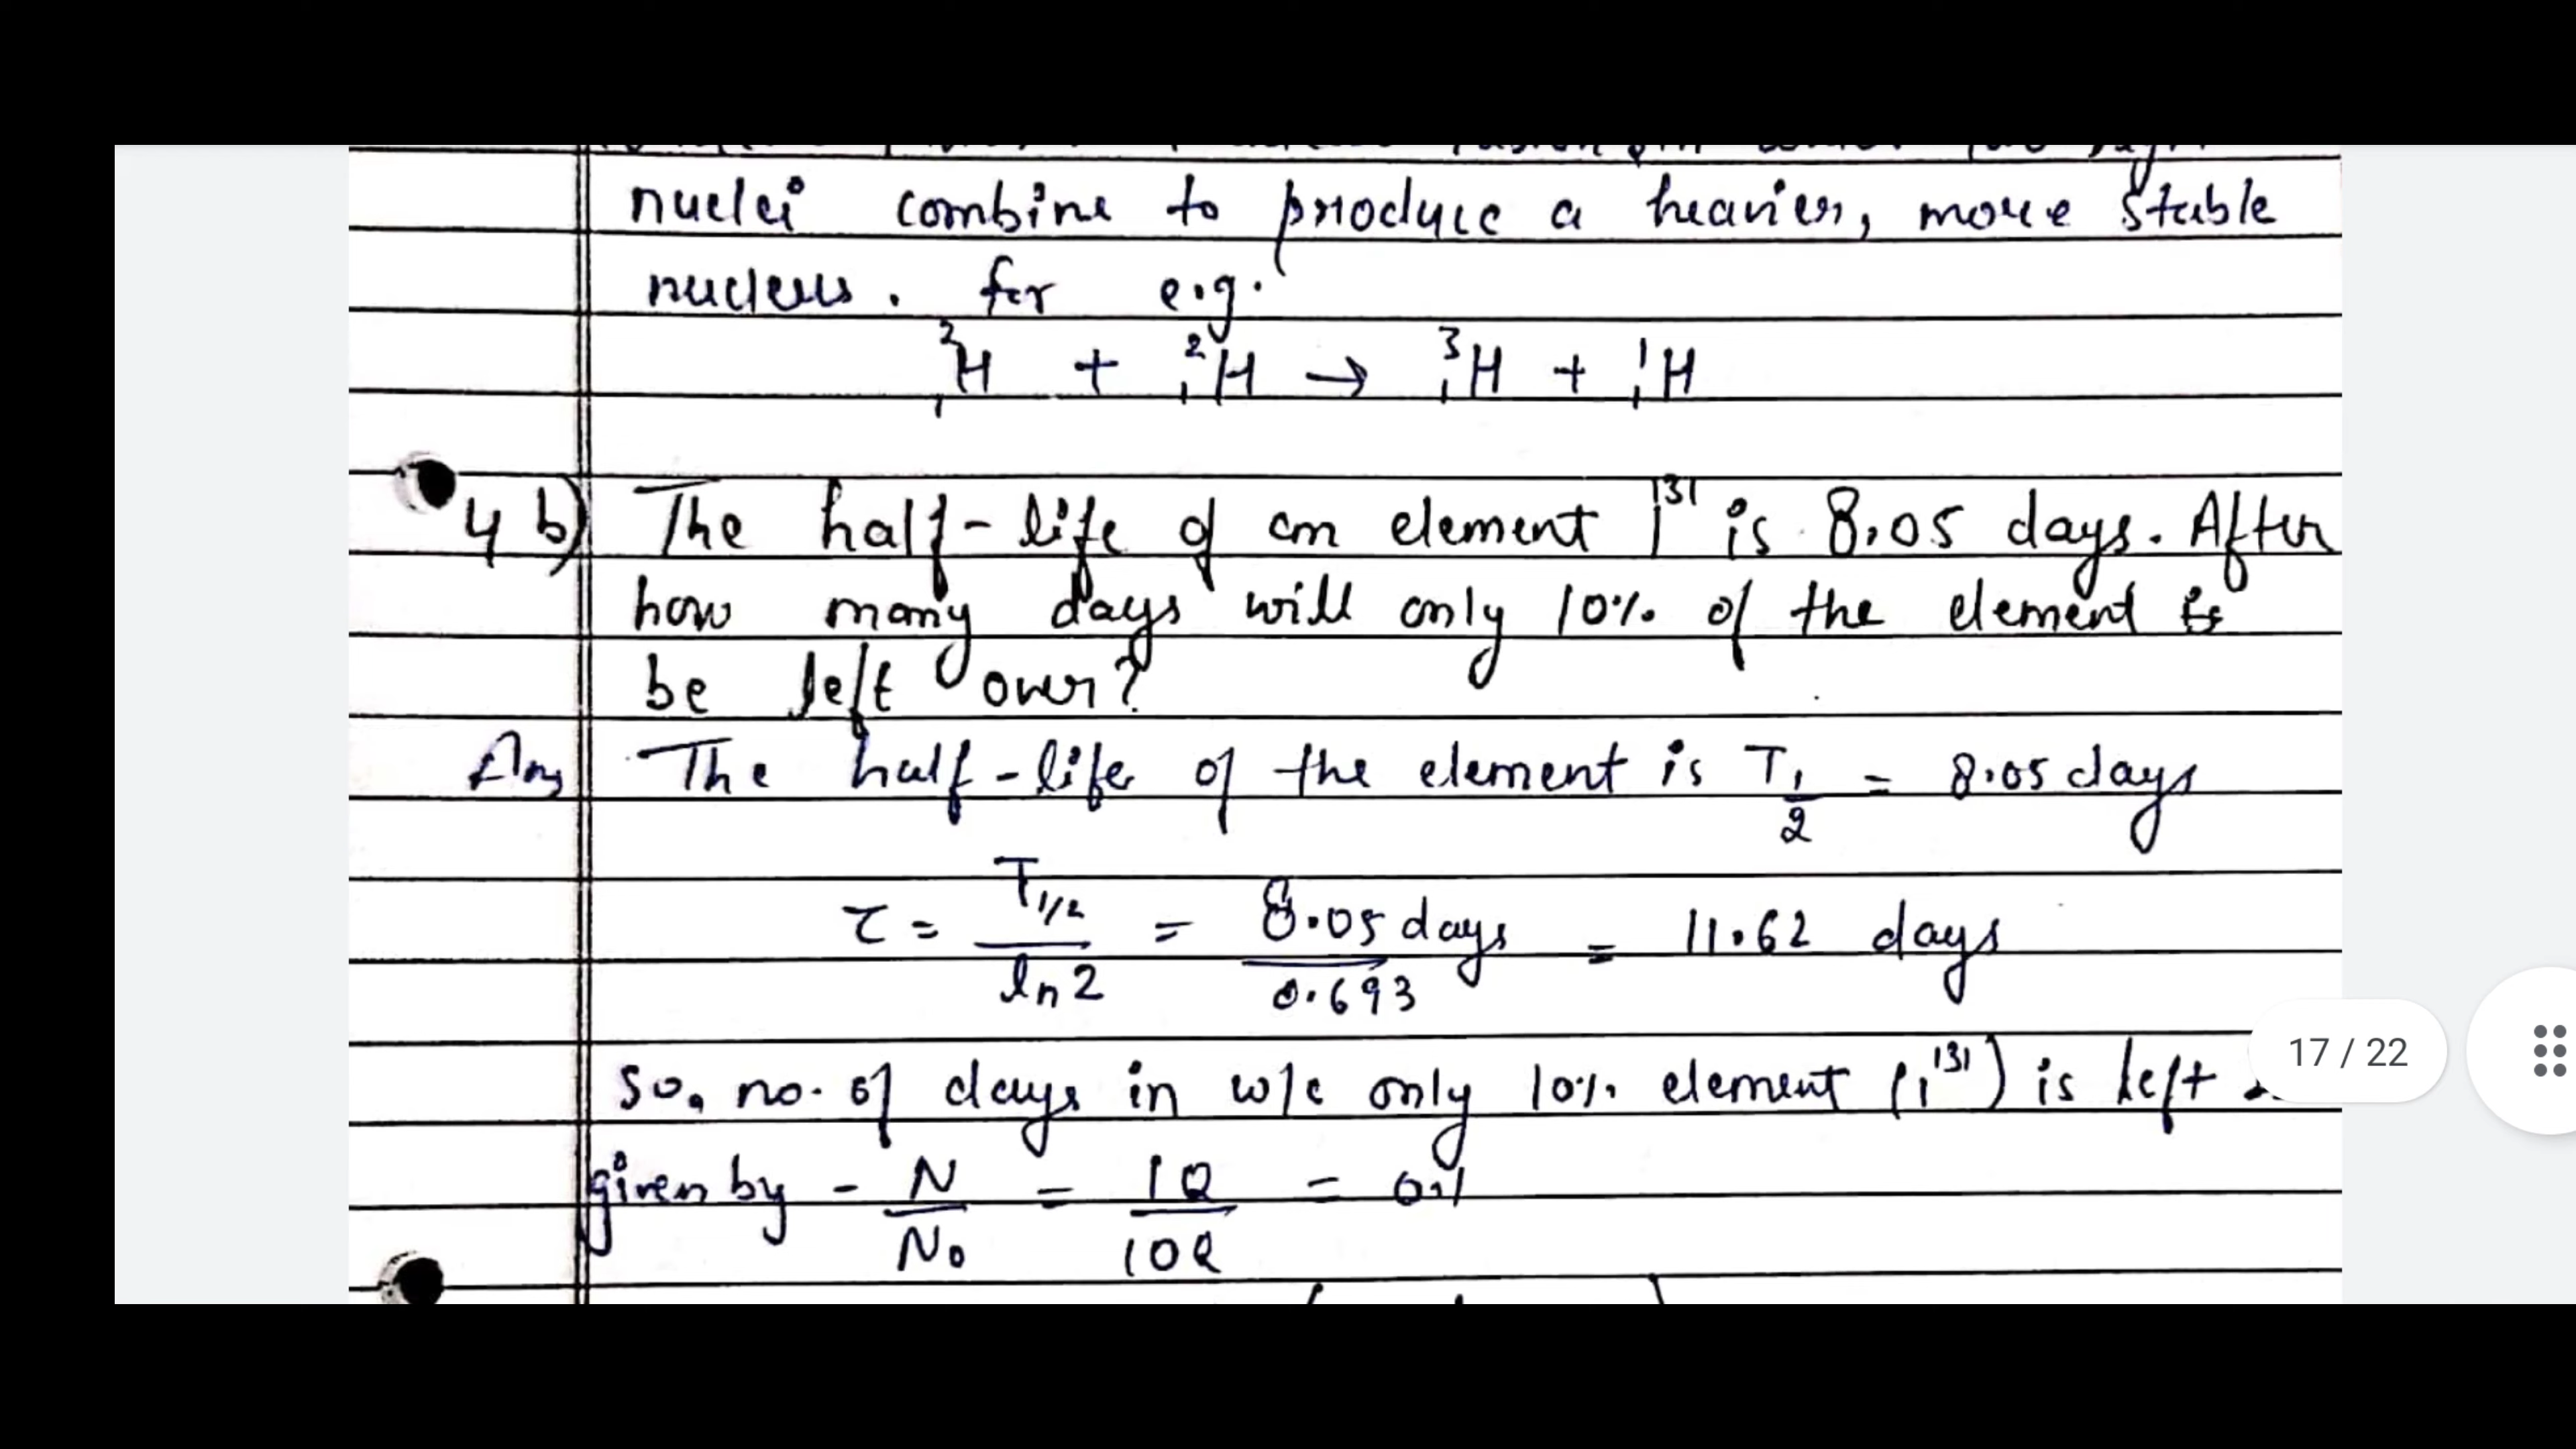 nuclei combine to produce a heavier, more stable
nucleus. for e.g.
²₁H + ²₁H → ³₁H + ¹₁H
4 b) The half-life of an element I¹³¹ is 8.05 days. After
how many days will only 10% of the element is
be left over?
Ans The half-life of the element is T₁/₂ = 8.05 days
τ = T₁/₂ / ln2 = 8.05 days / 0.693 = 11.62 days
So, no. of days in w/c only 10% element (I¹³¹) is left
given by - N/N₀ = 10/100 = 0.1
17 / 22